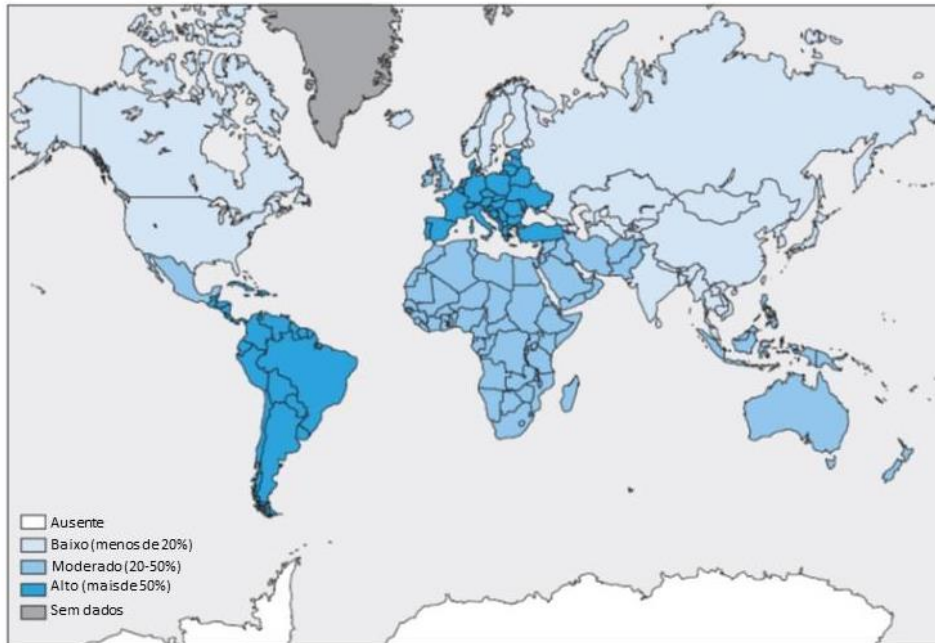 Ausente
Baixo (menos de 20%)
Moderado (20-50%)
Alto (mais de 50%)
Sem dados